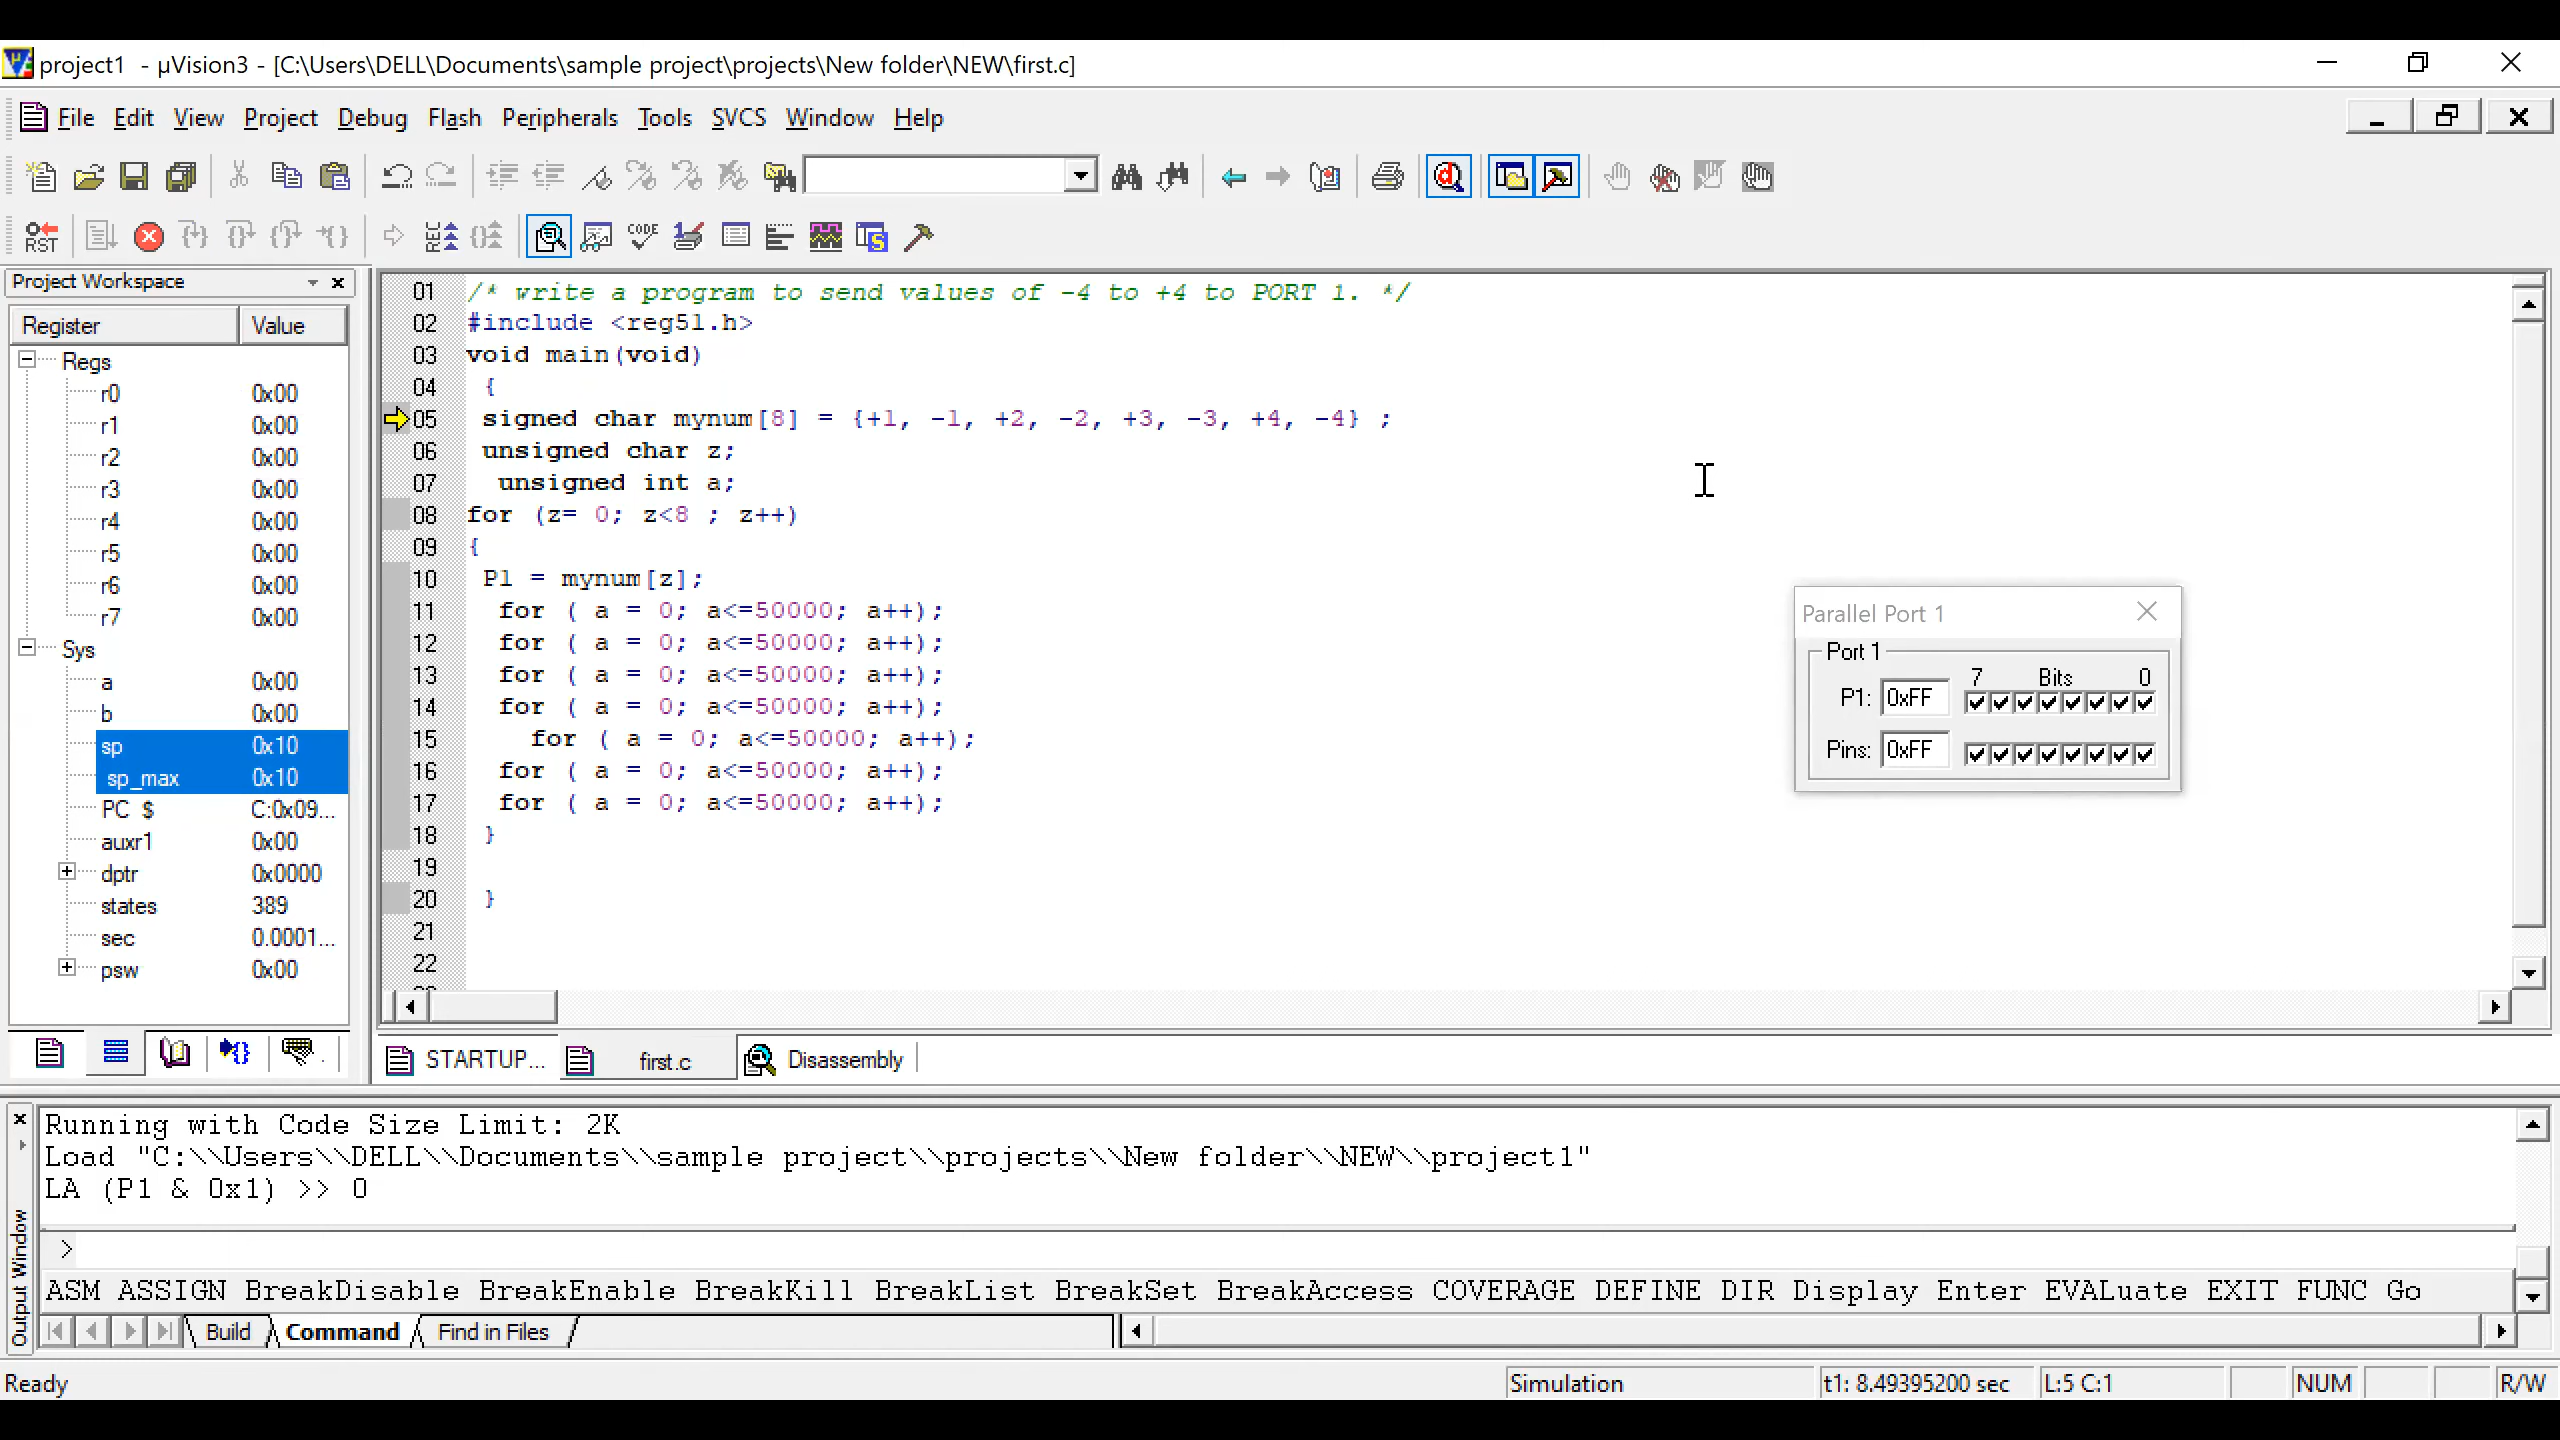 project1 - µVision3 - [C:\Users\DELL\Documents\sample project\projects\New folder\NEW\first.c]
File Edit View Project Debug Flash Peripherals Tools SVCS Window Help
RST CODE
Project Workspace
Register Value
Regs
r0 0x00
r1 0x00
r2 0x00
r3 0x00
r4 0x00
r5 0x00
r6 0x00
r7 0x00
Sys
a 0x00
b 0x00
sp 0x10
sp_max 0x10
PC $ C:0x09...
auxr1 0x00
dptr 0x0000
states 389
sec 0.0001...
psw 0x00
01 /* write a program to send values of -4 to +4 to PORT 1. */
02 #include <reg51.h>
03 void main(void)
04 {
05 signed char mynum[8] = {+1, -1, +2, -2, +3, -3, +4, -4} ;
06 unsigned char z;
07 unsigned int a;
08 for (z= 0; z<8 ; z++)
09 {
10 P1 = mynum[z];
11 for ( a = 0; a<=50000; a++);
12 for ( a = 0; a<=50000; a++);
13 for ( a = 0; a<=50000; a++);
14 for ( a = 0; a<=50000; a++);
15 for ( a = 0; a<=50000; a++);
16 for ( a = 0; a<=50000; a++);
17 for ( a = 0; a<=50000; a++);
18 }
19
20 }
21
22
Parallel Port 1
Port 1
7 Bits 0
P1: 0xFF
Pins: 0xFF
STARTUP... first.c Disassembly
Running with Code Size Limit: 2K
Load "C:\\Users\\DELL\\Documents\\sample project\\projects\\New folder\\NEW\\project1"
LA (P1 & 0x1) >> 0
>
ASM ASSIGN BreakDisable BreakEnable BreakKill BreakList BreakSet BreakAccess COVERAGE DEFINE DIR Display Enter EVALuate EXIT FUNC Go
Output Window
Build Command Find in Files
Ready Simulation t1: 8.49395200 sec L:5 C:1 NUM R/W